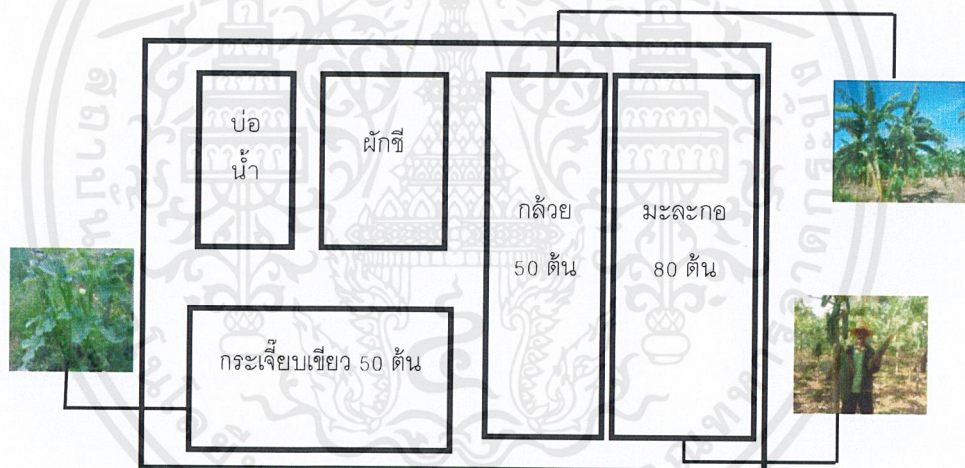 บ่อ
น้ำ
ผักชี
กล้วย
50 ต้น
มะละกอ
80 ต้น
กระเจี๊ยบเขียว 50 ต้น